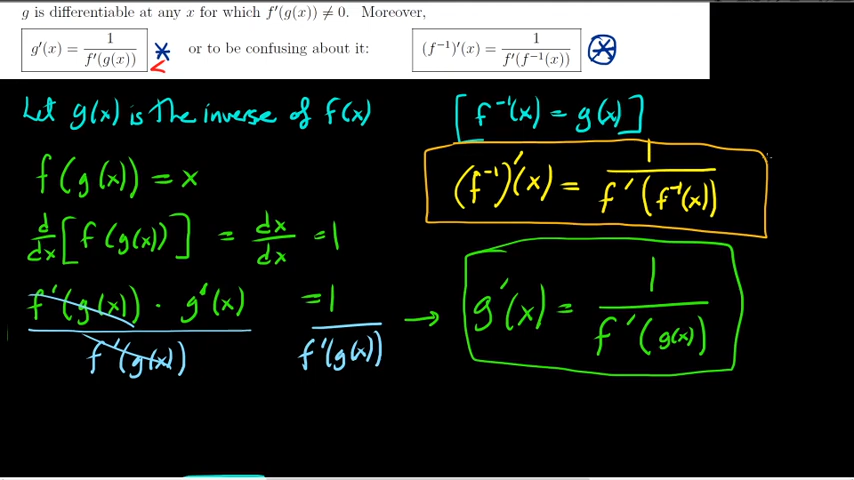 g is differentiable at any x for which f′(g(x)) ≠ 0. Moreover,
g′(x) = 1 / f′(g(x)) * or to be confusing about it: (f⁻¹)′(x) = 1 / f′(f⁻¹(x)) *
Let g(x) is the inverse of f(x) [f⁻¹(x) = g(x)]
(f⁻¹)′(x) = 1 / f′(f⁻¹(x))
f(g(x)) = x
d/dx [f(g(x))] = dx/dx = 1
f′(g(x)) · g′(x) / f′(g(x)) = 1 / f′(g(x)) → g′(x) = 1 / f′(g(x))